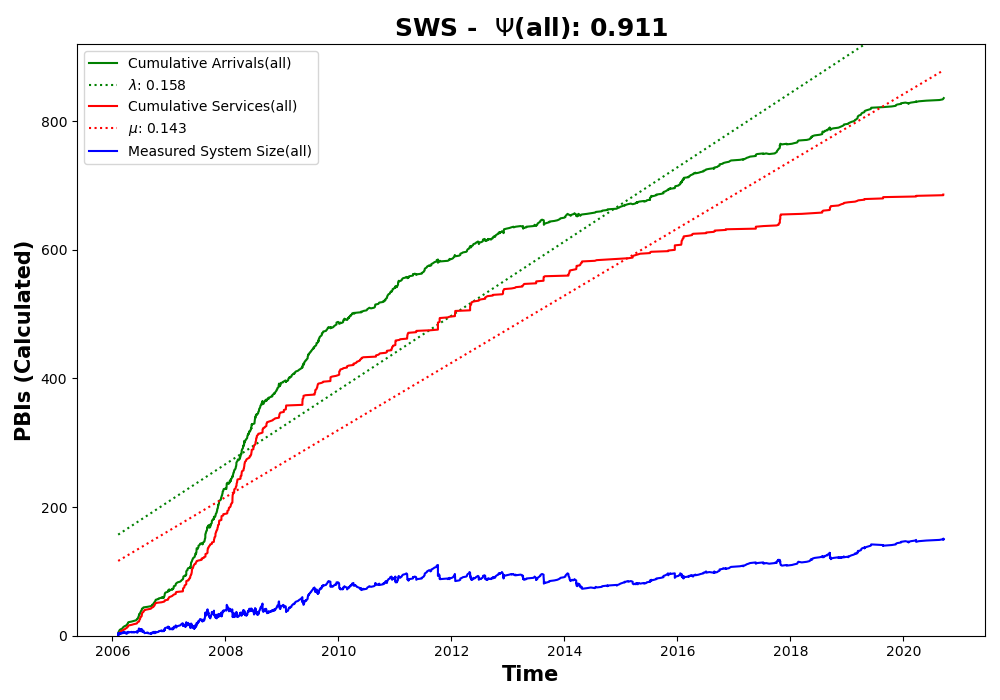 SWS - Ψ(all): 0.911
Cumulative Arrivals(all)
λ: 0.158
Cumulative Services(all)
μ: 0.143
Measured System Size(all)
PBIs (Calculated)
800
600
400
200
0
2006 2008 2010 2012 2014 2016 2018 2020
Time